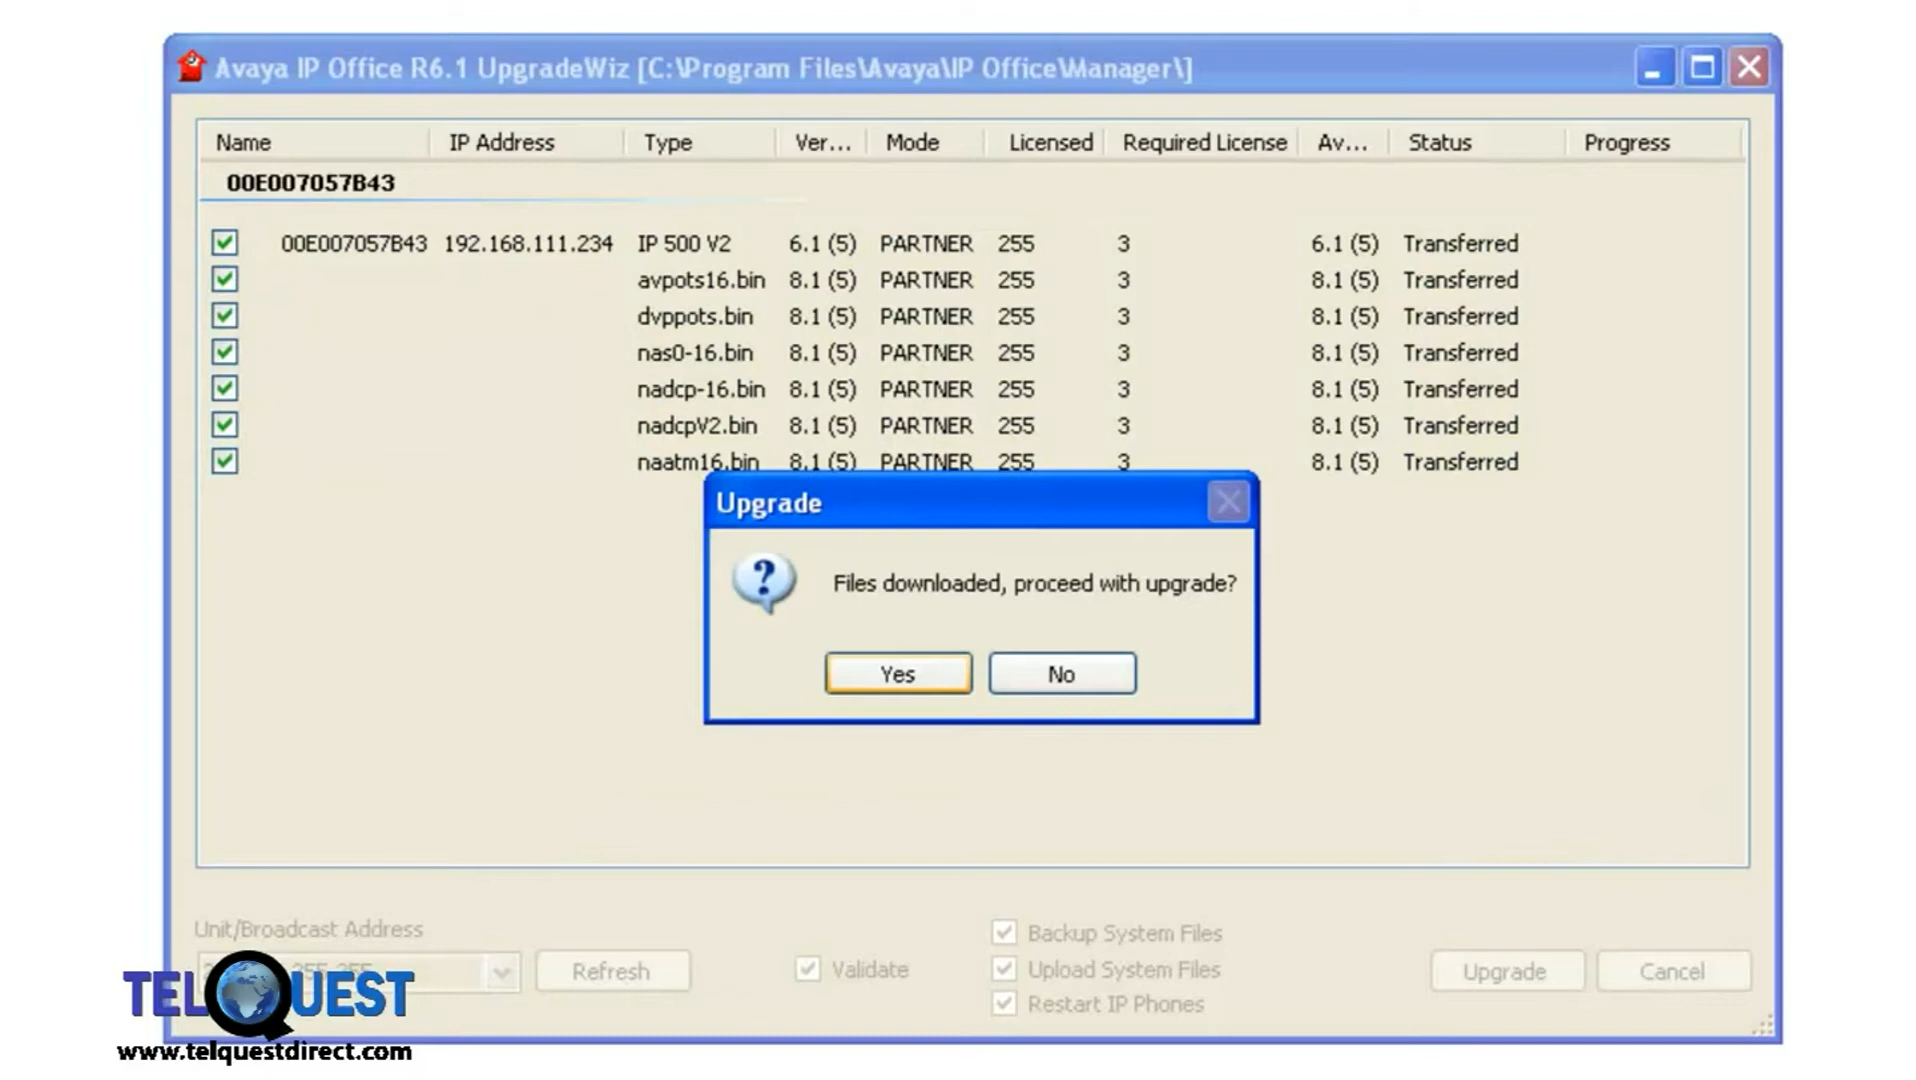 Avaya IP Office R6.1 UpgradeWiz [C:\Program Files\Avaya\IP Office\Manager\]
Name IP Address Type Ver... Mode Licensed Required License Av... Status Progress
00E007057B43
00E007057B43 192.168.111.234 IP 500 V2 6.1 (5) PARTNER 255 3 6.1 (5) Transferred
avpots16.bin 8.1 (5) PARTNER 255 3 8.1 (5) Transferred
dvppots.bin 8.1 (5) PARTNER 255 3 8.1 (5) Transferred
nas0-16.bin 8.1 (5) PARTNER 255 3 8.1 (5) Transferred
nadcp-16.bin 8.1 (5) PARTNER 255 3 8.1 (5) Transferred
nadcpV2.bin 8.1 (5) PARTNER 255 3 8.1 (5) Transferred
naatm16.bin 8.1 (5) PARTNER 255 3 8.1 (5) Transferred
Upgrade
Files downloaded, proceed with upgrade?
Yes No
Unit/Broadcast Address
Refresh
Validate
Backup System Files
Upload System Files
Restart IP Phones
Upgrade Cancel
TELQUEST
www.telquestdirect.com